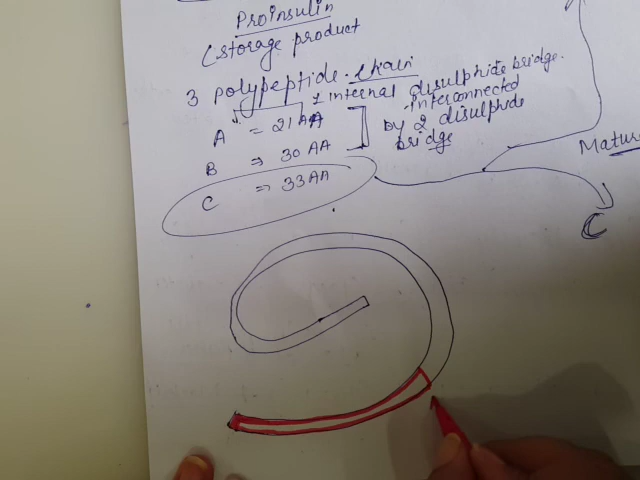 Proinsulin
(storage product
3 polypeptide chain
1 internal disulphide bridge.
A = 21 AA
interconnected
by 2 disulphide
bridge
B ⇒ 30 AA
C ⇒ 33 AA
Matur
C